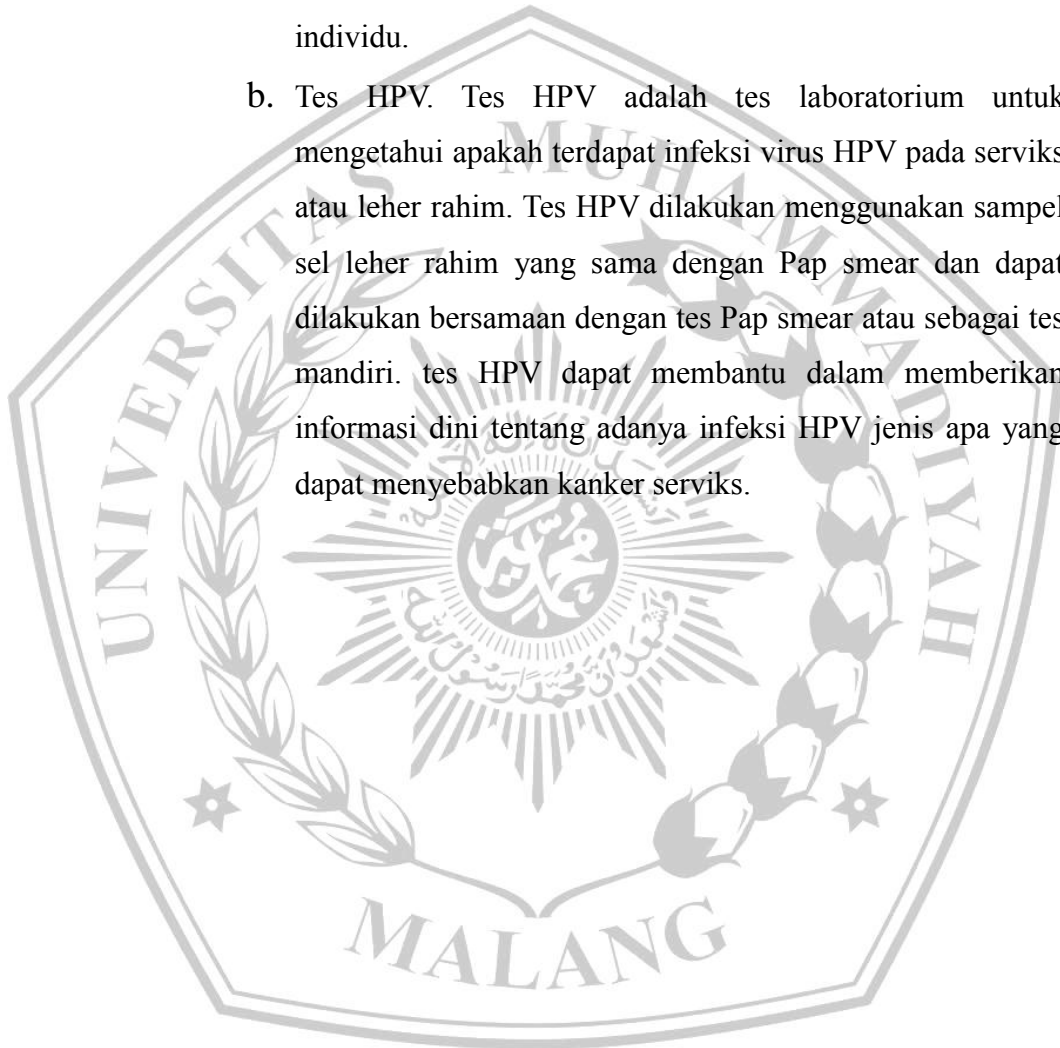 individu.
b. Tes HPV. Tes HPV adalah tes laboratorium untuk
mengetahui apakah terdapat infeksi virus HPV pada serviks
atau leher rahim. Tes HPV dilakukan menggunakan sampel
sel leher rahim yang sama dengan Pap smear dan dapat
dilakukan bersamaan dengan tes Pap smear atau sebagai tes
mandiri. tes HPV dapat membantu dalam memberikan
informasi dini tentang adanya infeksi HPV jenis apa yang
dapat menyebabkan kanker serviks.
UNIVERSITAS MUHAMMADIYAH
MALANG